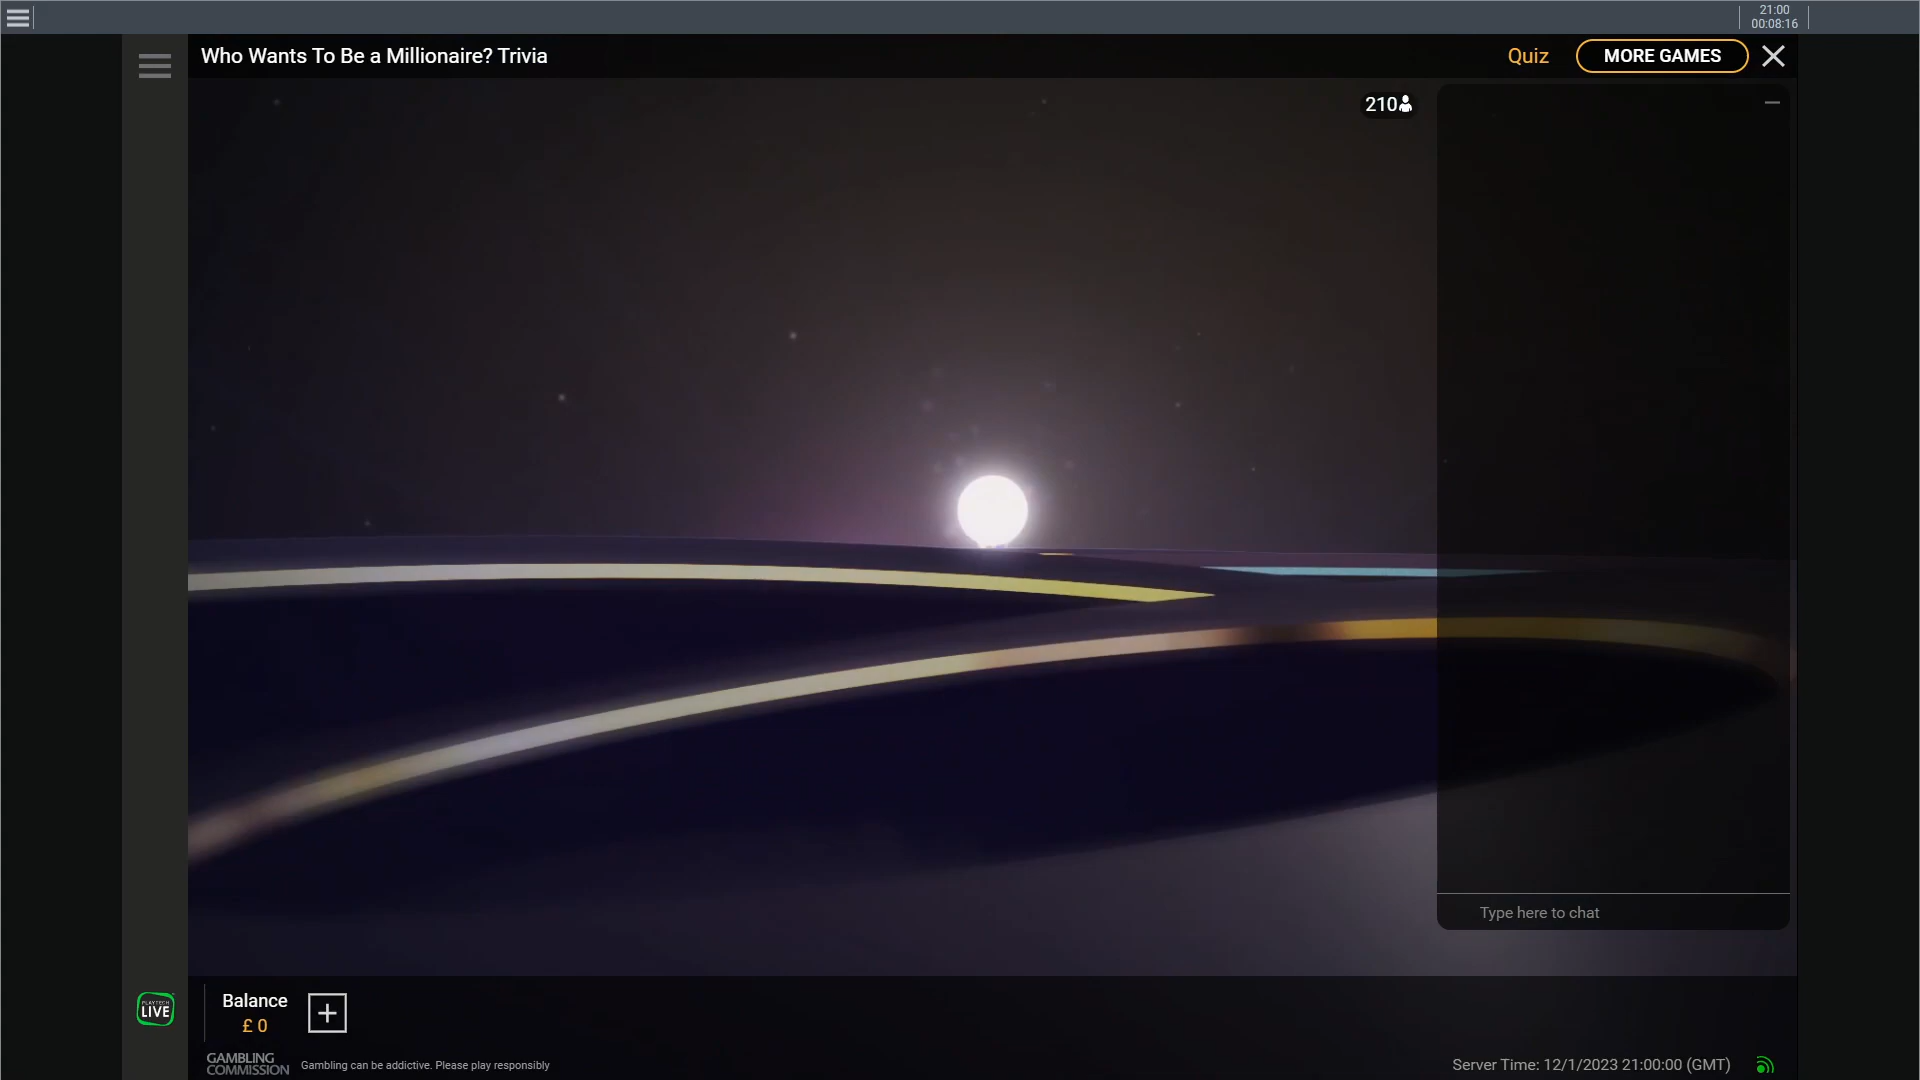 21:00
00:08:16
Who Wants To Be a Millionaire? Trivia
Quiz
MORE GAMES
210
Type here to chat
PLAYTECH
LIVE
Balance
£ 0
GAMBLING
COMMISSION
Gambling can be addictive. Please play responsibly
Server Time: 12/1/2023 21:00:00 (GMT)